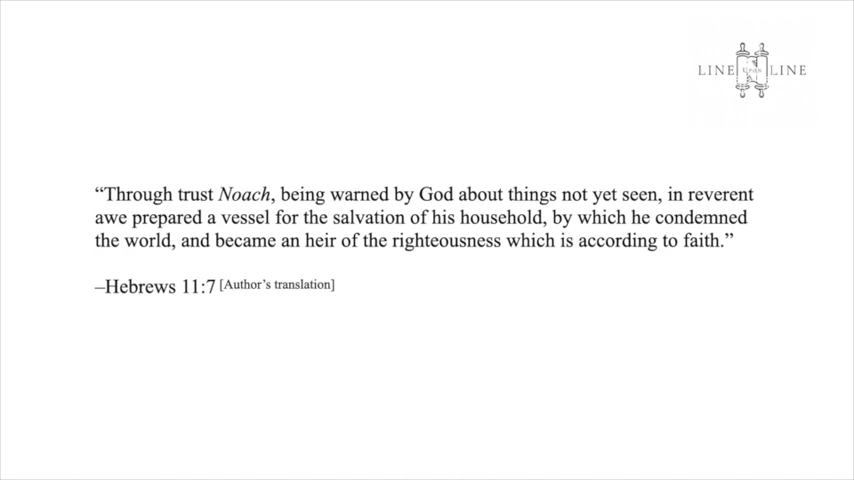 LINE UPON LINE
“Through trust Noach, being warned by God about things not yet seen, in reverent
awe prepared a vessel for the salvation of his household, by which he condemned
the world, and became an heir of the righteousness which is according to faith.”
–Hebrews 11:7 [Author’s translation]